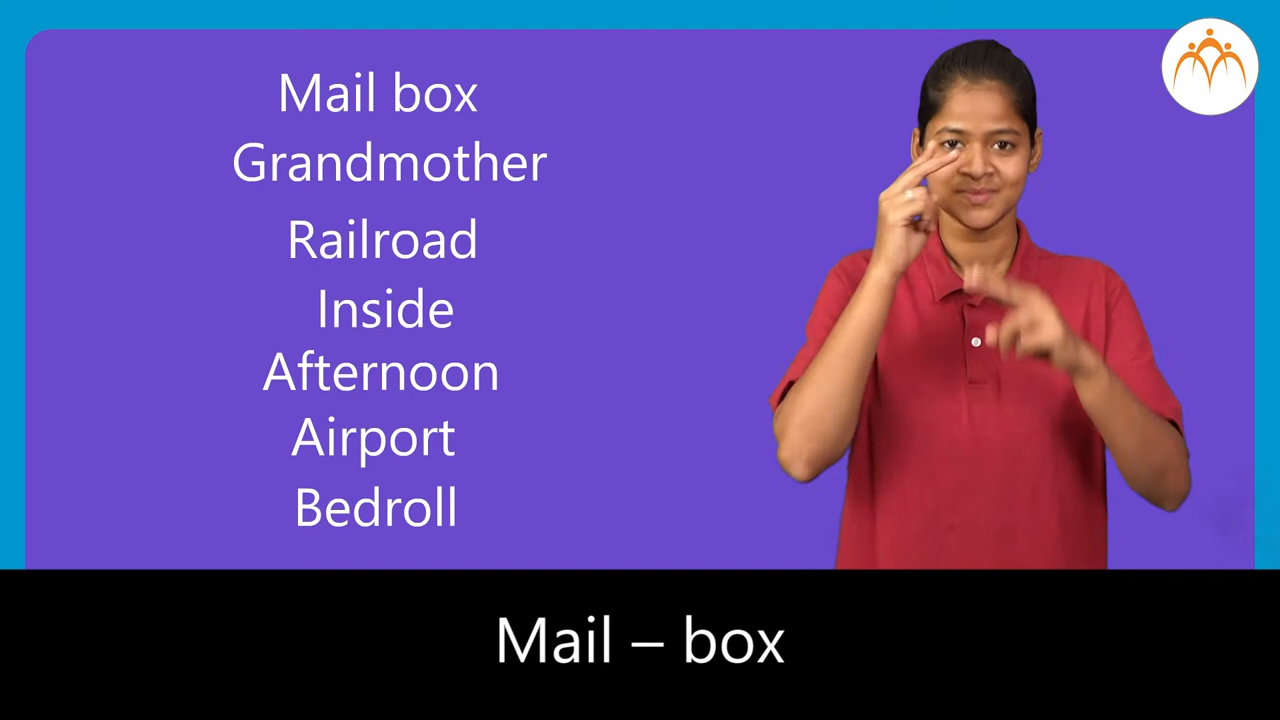 Mail box
Grandmother
Railroad
Inside
Afternoon
Airport
Bedroll
Mail – box